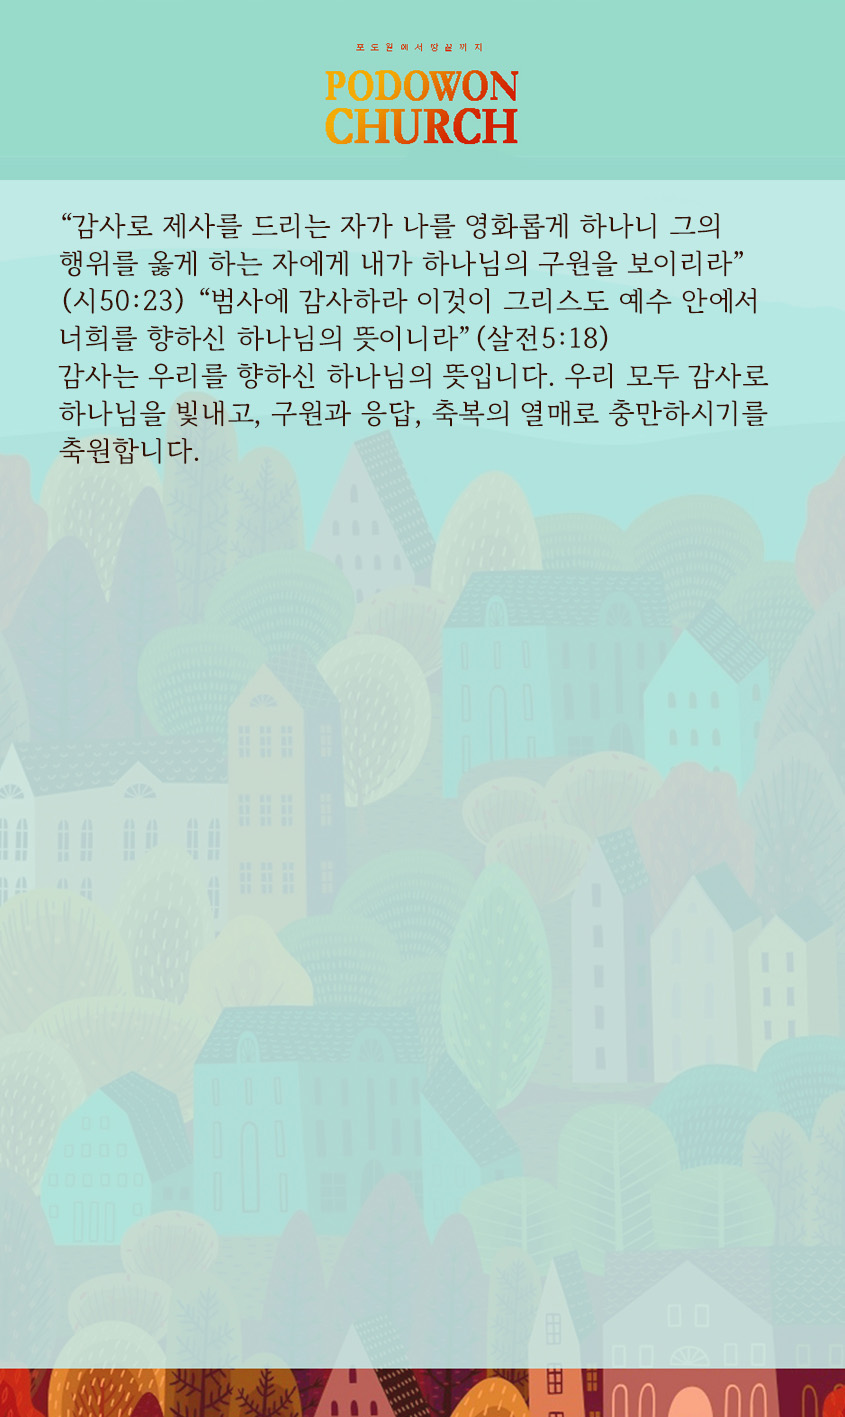 포도원에서땅끝까지
PODOWON
CHURCH
“감사로 제사를 드리는 자가 나를 영화롭게 하나니 그의
행위를 옳게 하는 자에게 내가 하나님의 구원을 보이리라”
(시50:23) “범사에 감사하라 이것이 그리스도 예수 안에서
너희를 향하신 하나님의 뜻이니라”(살전5:18)
감사는 우리를 향하신 하나님의 뜻입니다. 우리 모두 감사로
하나님을 빛내고, 구원과 응답, 축복의 열매로 충만하시기를
축원합니다.